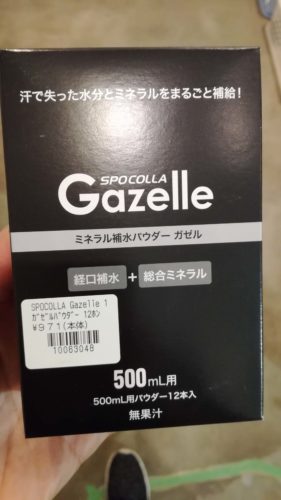 汗で失った水分とミネラルをまるごと補給！
SPOCOLLA
Gazelle
ミネラル補水パウダー ガゼル
経口補水 + 総合ミネラル
SPOCOLLA Gazelle 1
ｶﾞｾﾞﾙﾊﾟｳﾀﾞｰ 12ﾎﾝ
¥971(本体)
10063048
500mL用
500mL用パウダー12本入
無果汁